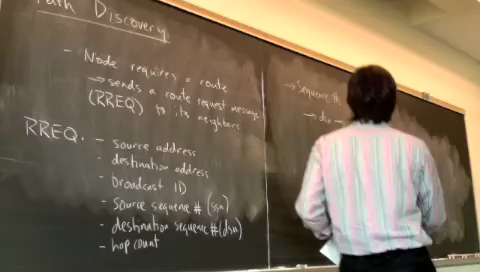 Path Discovery
- Node requires a route
→ sends a route request message
(RREQ) to its neighbors
RREQ. - source address
- destination address
- broadcast ID
- source sequence # (ssn)
- destination sequence # (dsn)
- hop count
→ Sequence
→ dsn -